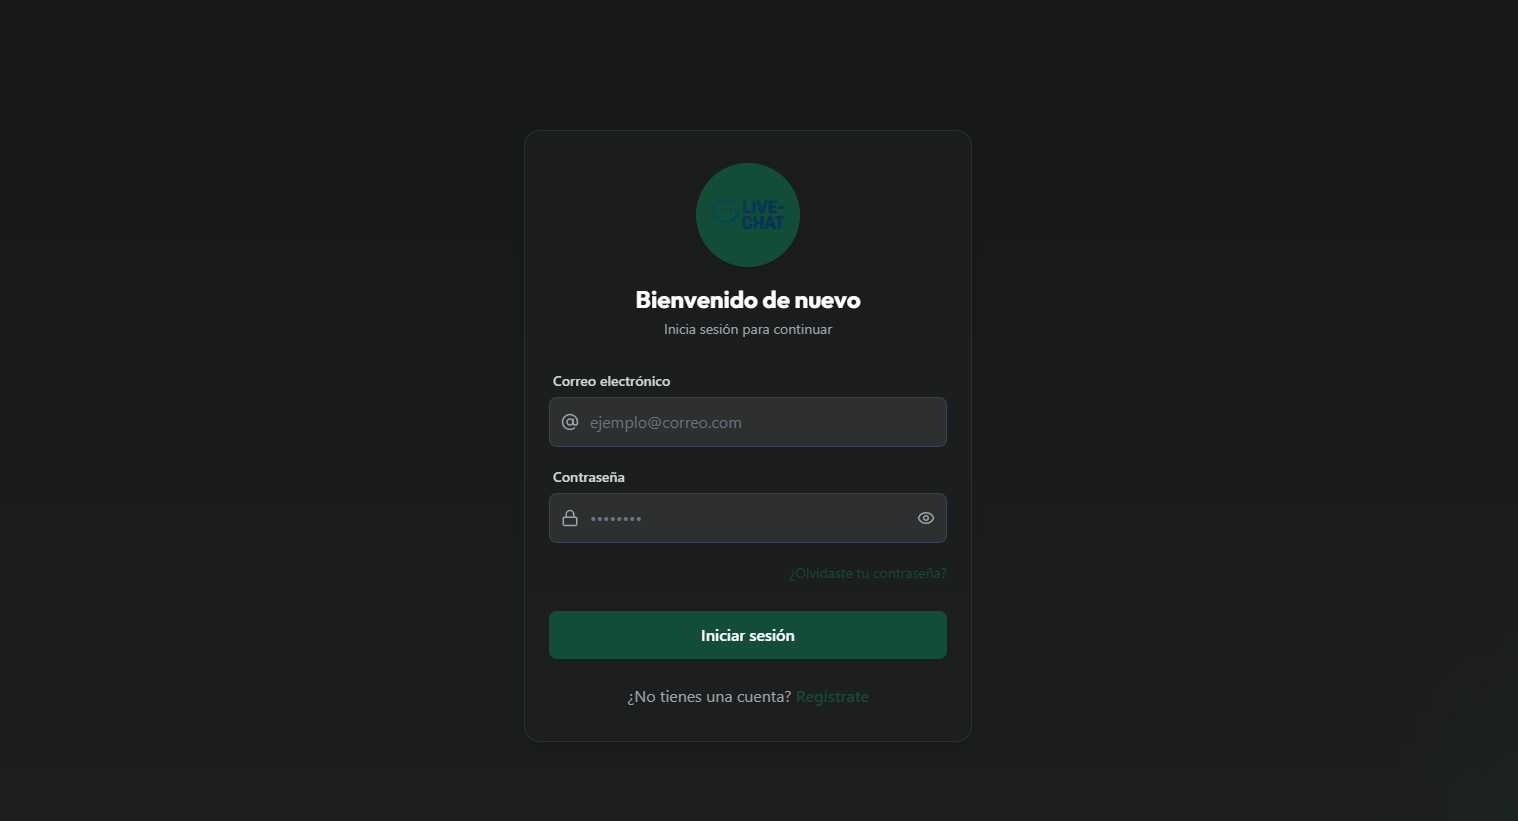 LIVE-
CHAT
Bienvenido de nuevo
Inicia sesión para continuar
Correo electrónico
ejemplo@correo.com
Contraseña
••••••••
¿Olvidaste tu contraseña?
Iniciar sesión
¿No tienes una cuenta? Regístrate